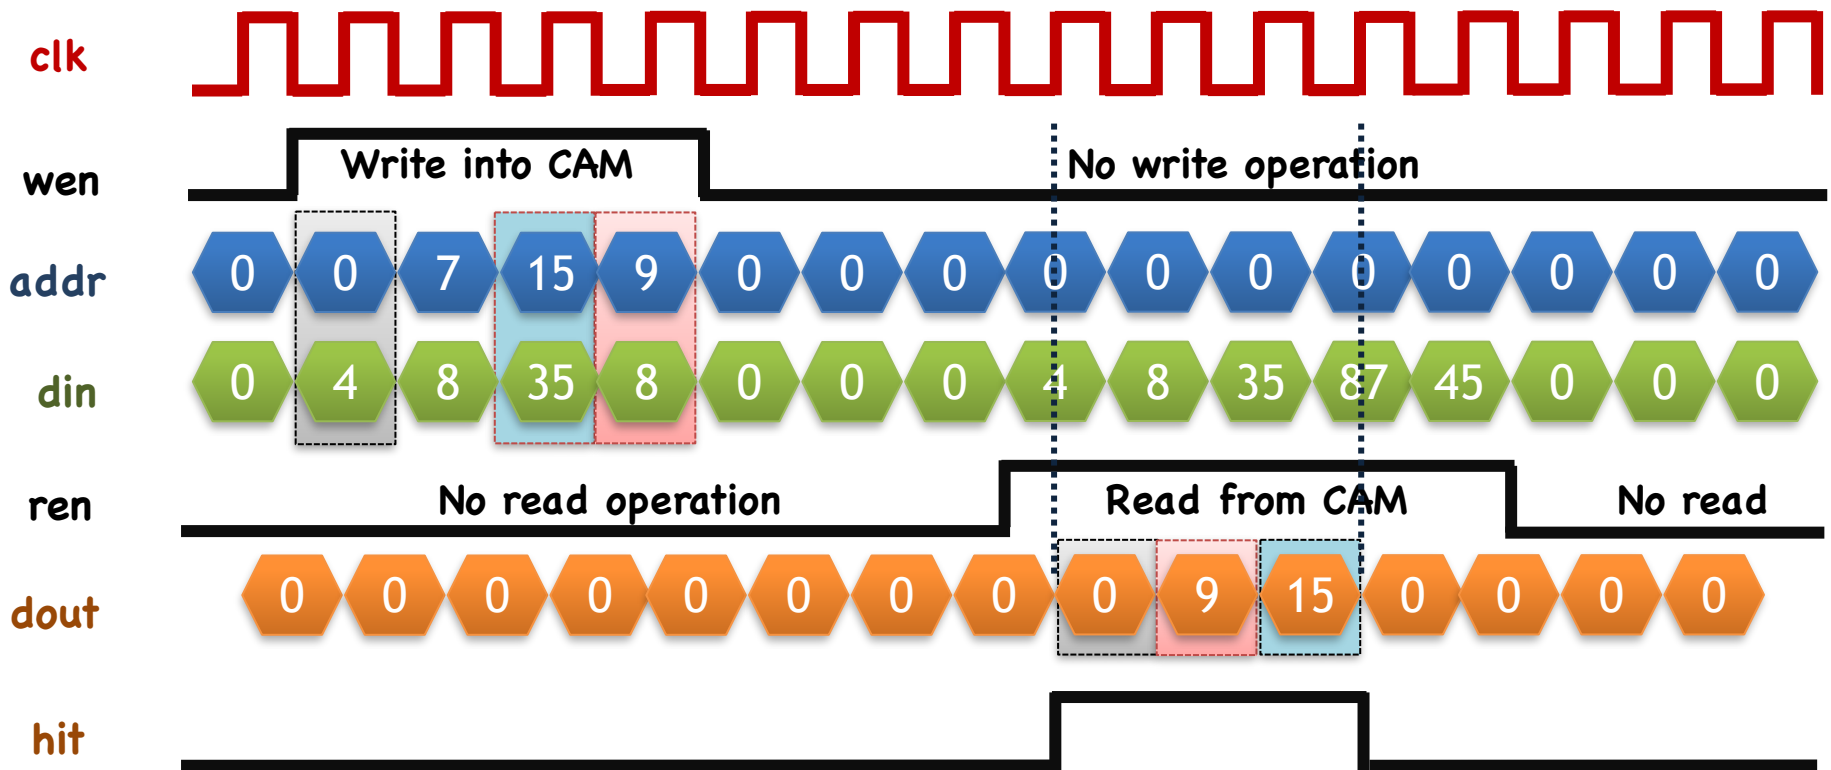 clk
wen Write into CAM No write operation
addr 0 0 7 15 9 0 0 0 0 0 0 0 0 0 0 0
din 0 4 8 35 8 0 0 0 4 8 35 87 45 0 0 0
ren No read operation Read from CAM No read
dout 0 0 0 0 0 0 0 0 0 9 15 0 0 0 0
hit